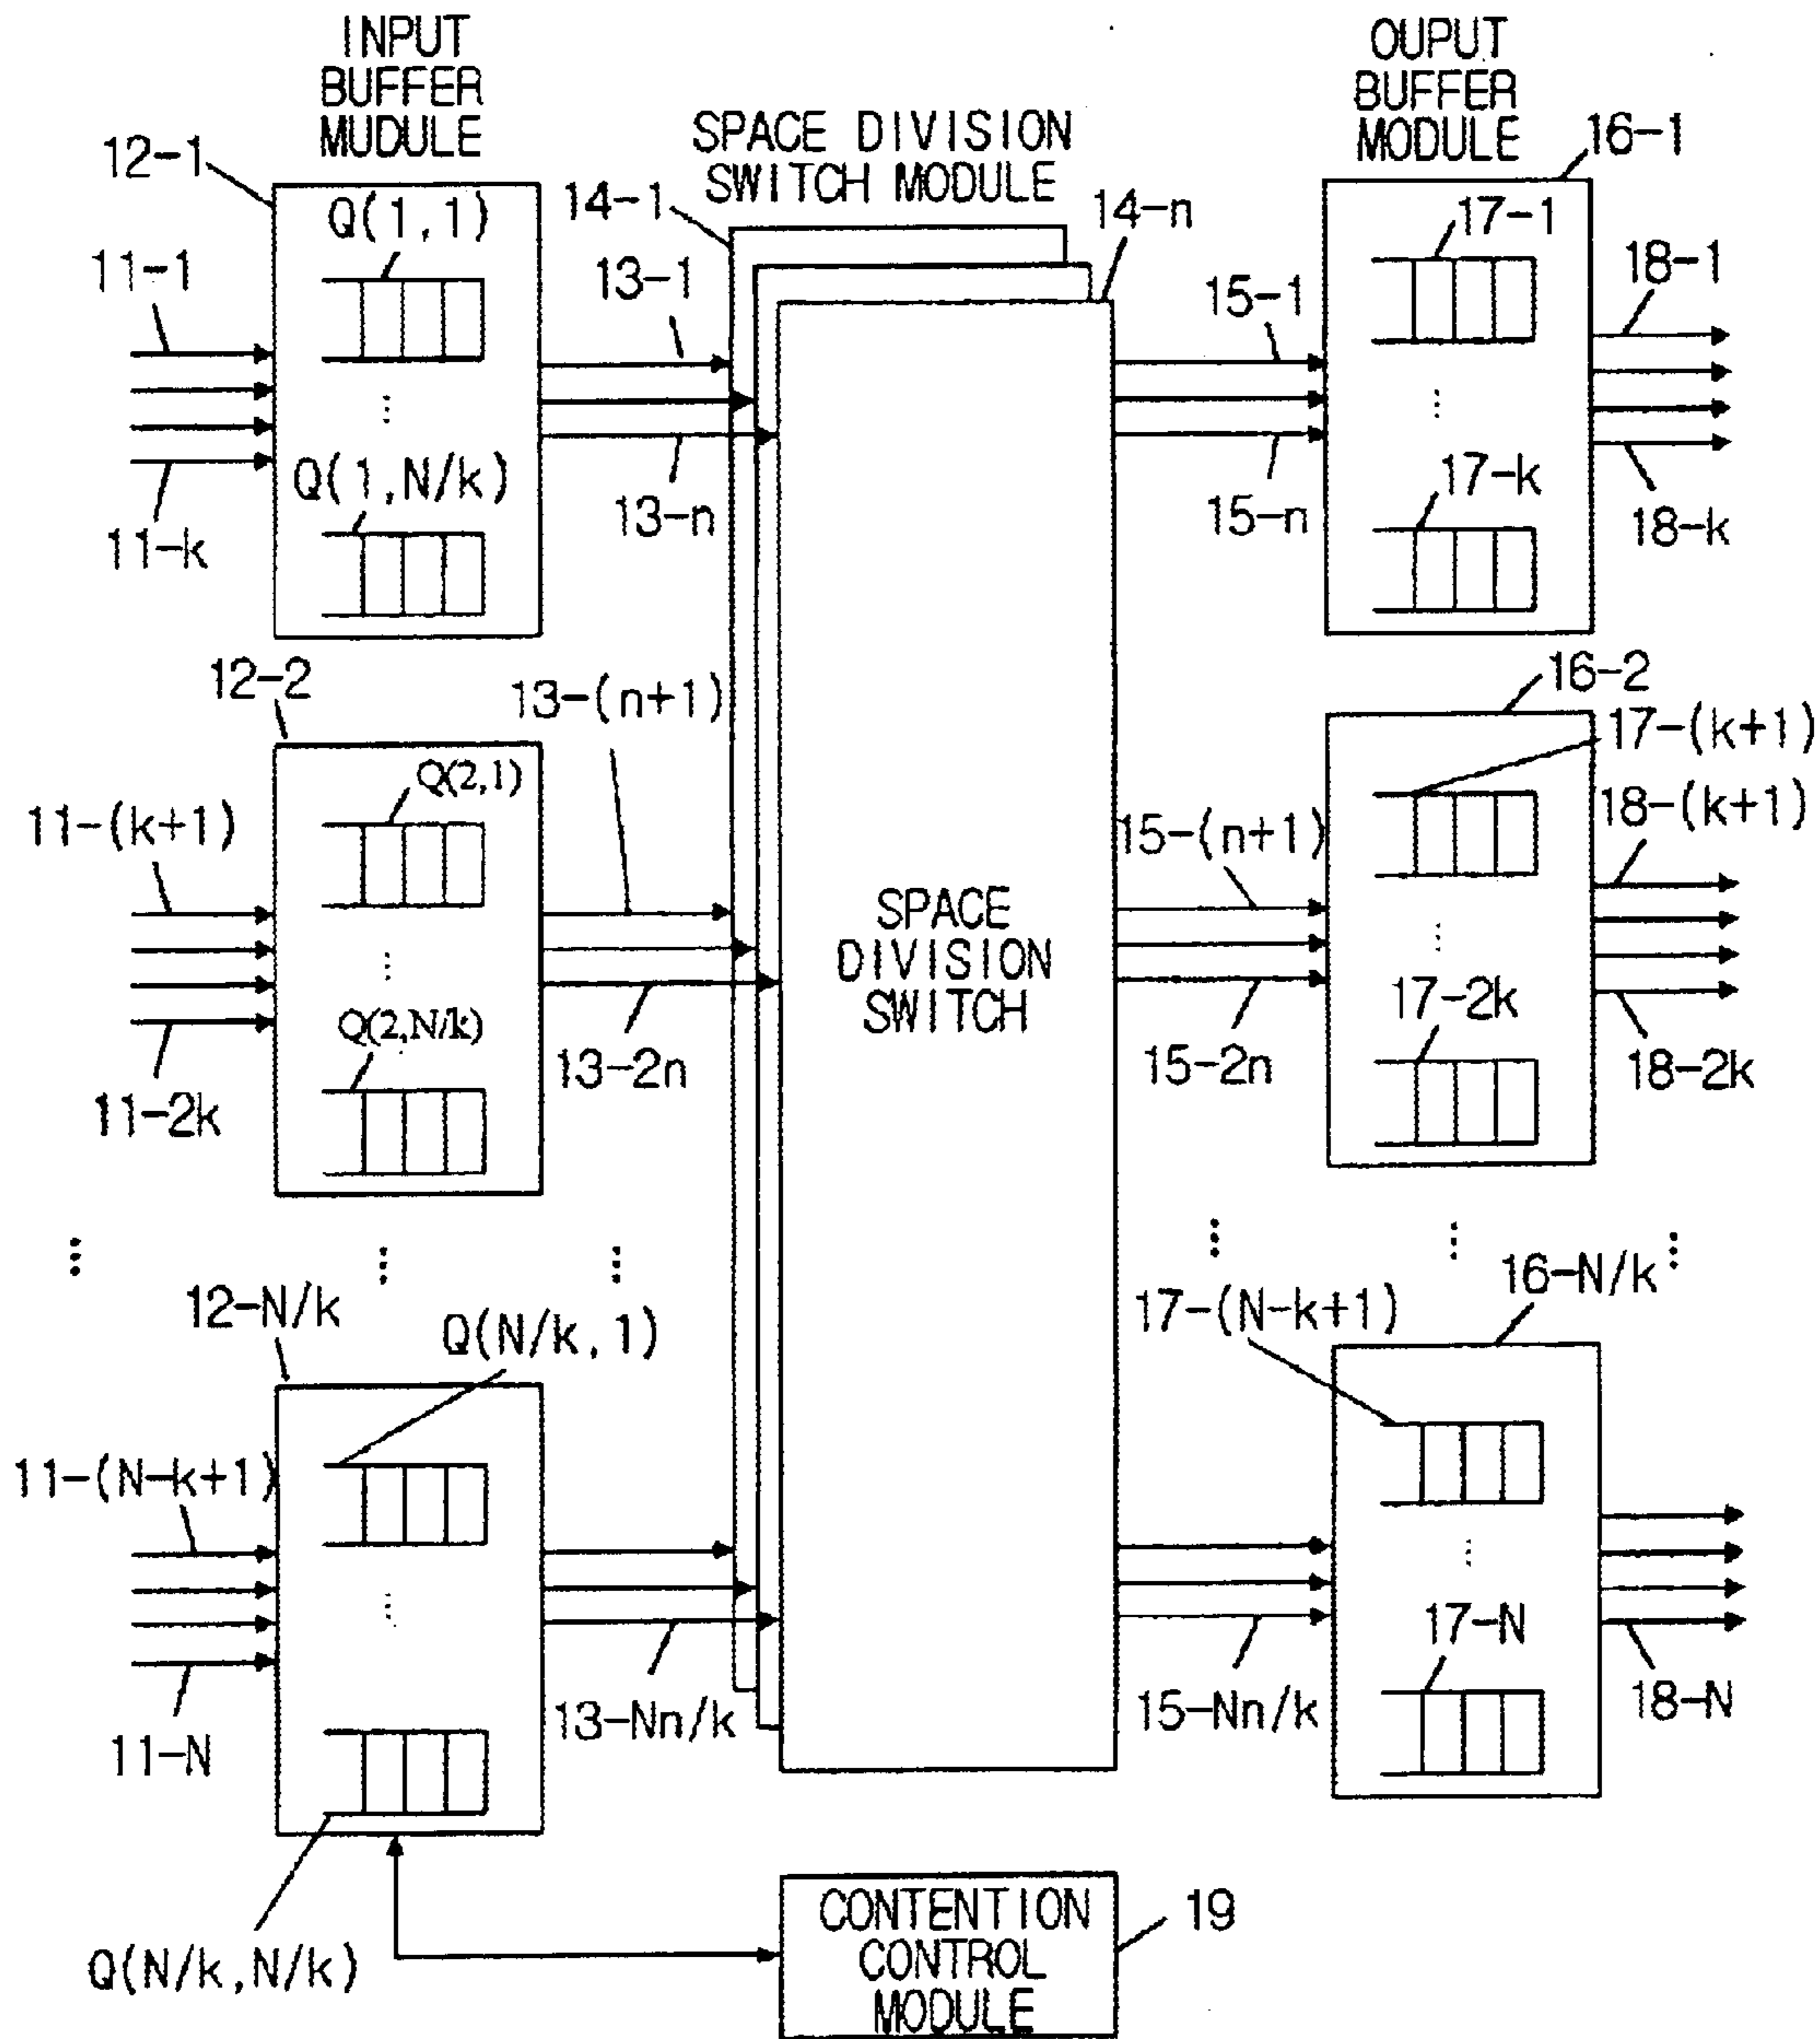 INPUT
BUFFER
MUDULE
OUPUT
BUFFER
MODULE
SPACE DIVISION
SWITCH MODULE
12-1
16-1
14-1
14-n
Q(1,1)
17-1
11-1
13-1
15-1
18-1
Q(1,N/k)
17-k
11-k
13-n
15-n
18-k
12-2
16-2
13-(n+1)
17-(k+1)
Q(2,1)
11-(k+1)
15-(n+1)
18-(k+1)
SPACE
DIVISION
SWITCH
Q(2,N/k)
17-2k
11-2k
13-2n
15-2n
18-2k
12-N/k
16-N/k
Q(N/k,1)
17-(N-k+1)
11-(N-k+1)
17-N
11-N
13-Nn/k
15-Nn/k
18-N
Q(N/k,N/k)
CONTENTION
CONTROL
MODULE
19